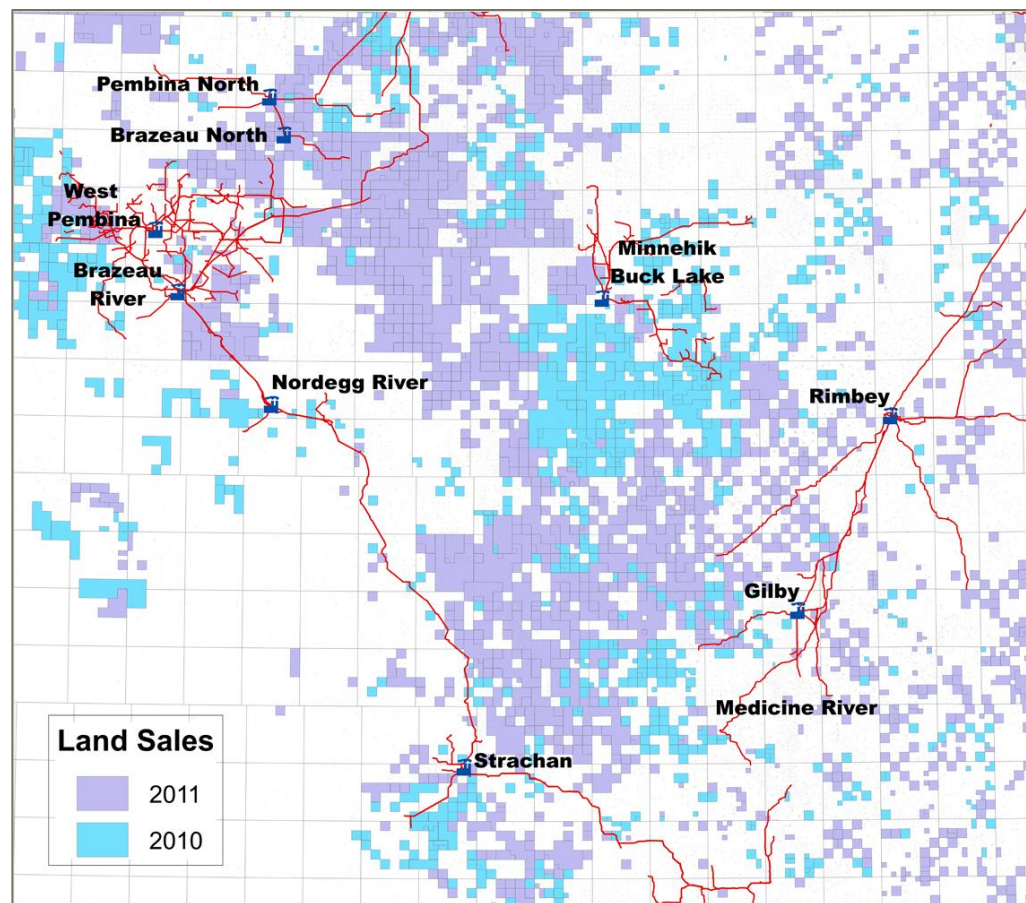 Pembina North
Brazeau North
West
Pembina
Minnehik
Buck Lake
Brazeau
River
Nordegg River
Rimbey
Gilby
Medicine River
Strachan
Land Sales
2011
2010